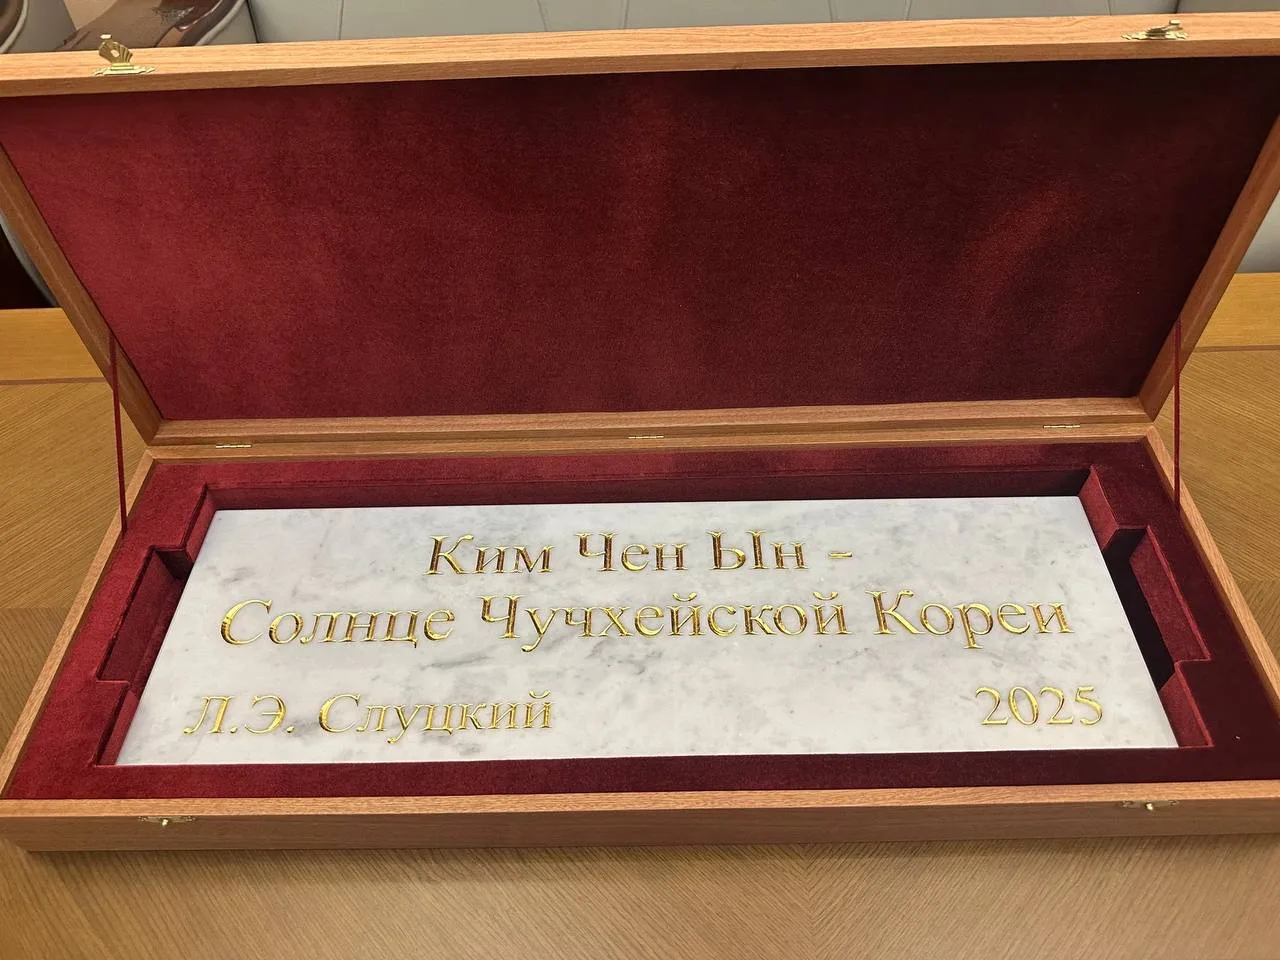 Ким Чен Ын -
Солнце Чучхейской Кореи
Л.Э. Слуцкий 2025